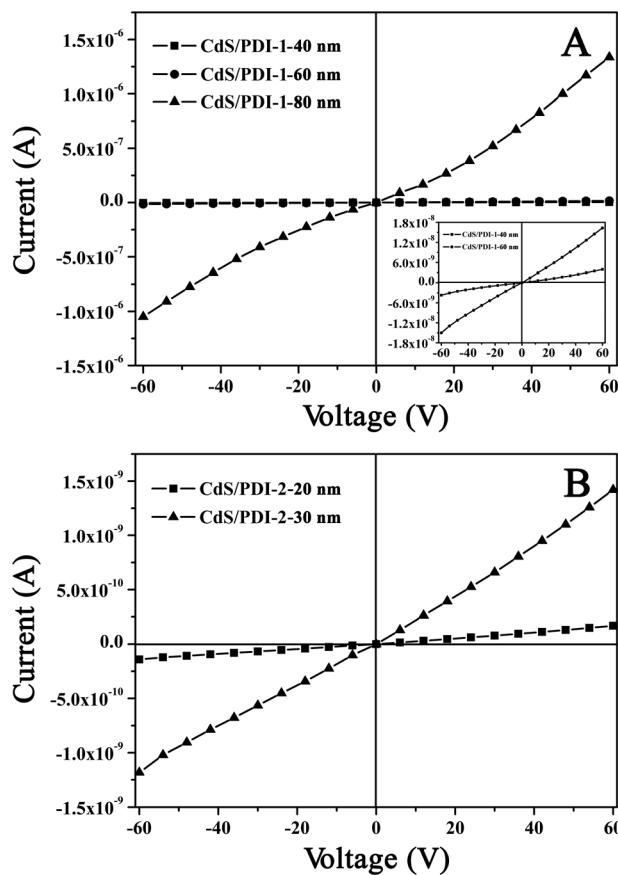 A
CdS/PDI-1-40 nm
CdS/PDI-1-60 nm
CdS/PDI-1-80 nm
1.5x10⁻⁶
1.0x10⁻⁶
5.0x10⁻⁷
0.0
-5.0x10⁻⁷
-1.0x10⁻⁶
-1.5x10⁻⁶
Current (A)
1.8x10⁻⁸
1.2x10⁻⁸
6.0x10⁻⁹
0.0
-6.0x10⁻⁹
-1.2x10⁻⁸
-1.8x10⁻⁸
CdS/PDI-1-40 nm
CdS/PDI-1-60 nm
-60 -40 -20 0 20 40 60
-60 -40 -20 0 20 40 60
Voltage (V)
B
CdS/PDI-2-20 nm
CdS/PDI-2-30 nm
1.5x10⁻⁹
1.0x10⁻⁹
5.0x10⁻¹⁰
0.0
-5.0x10⁻¹⁰
-1.0x10⁻⁹
-1.5x10⁻⁹
Current (A)
-60 -40 -20 0 20 40 60
Voltage (V)